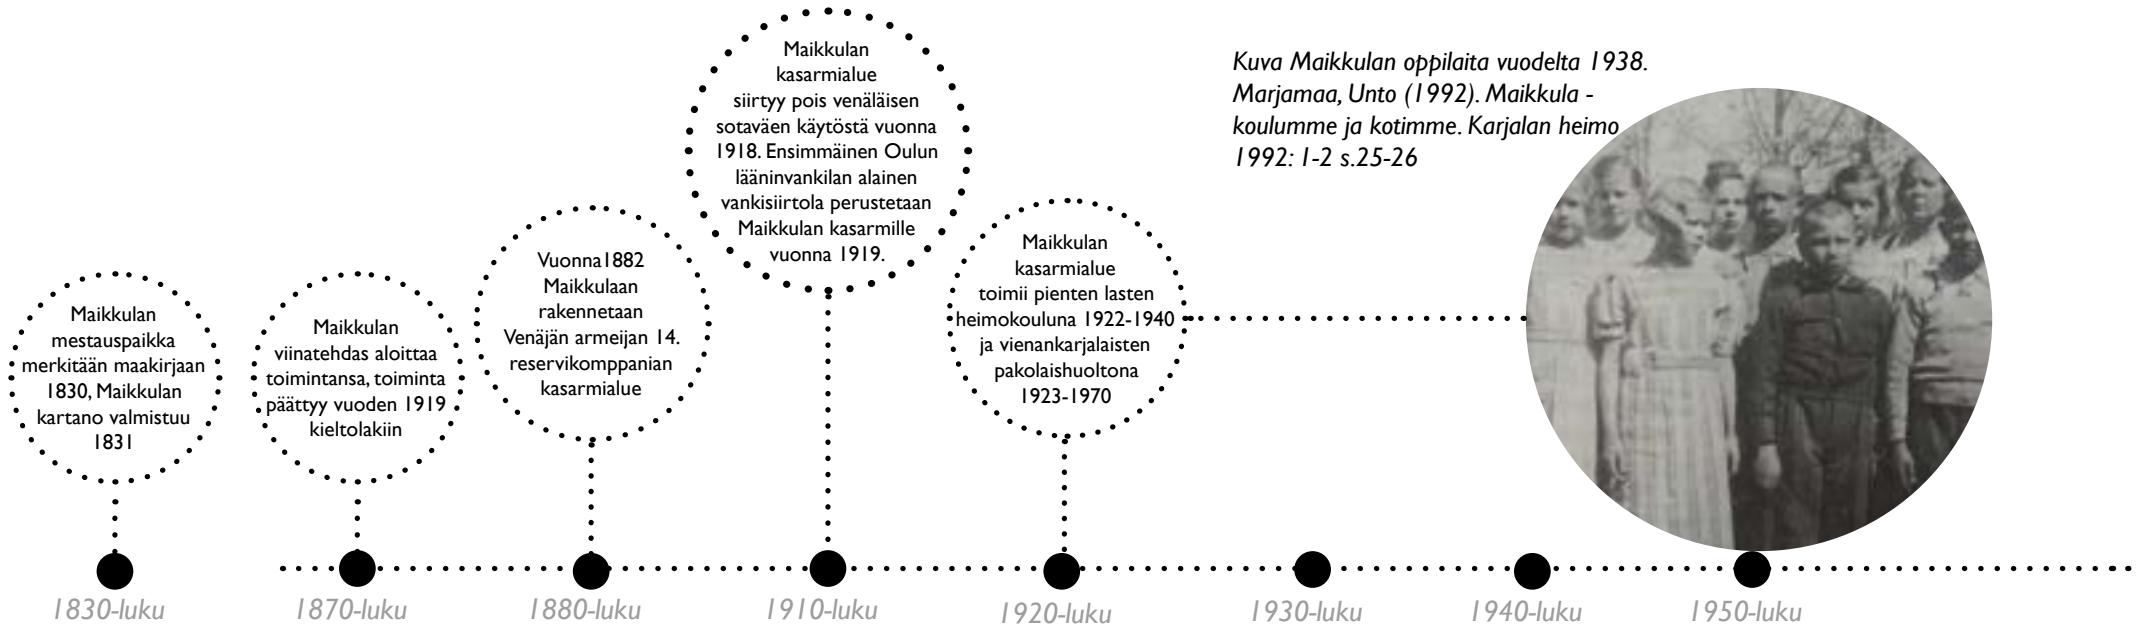 Maikkulan
mestauspaikka
merkitään maakirjaan
1830, Maikkulan
kartano valmistuu
1831
Maikkulan
viinatehdas aloittaa
toimintansa, toiminta
päättyy vuoden 1919
kieltolakiin
Vuonna1882
Maikkulaan
rakennetaan
Venäjän armeijan 14.
reservikomppanian
kasarmialue
Maikkulan
kasarmialue
siirtyy pois venäläisen
sotaväen käytöstä vuonna
1918. Ensimmäinen Oulun
lääninvankilan alainen
vankisiirtola perustetaan
Maikkulan kasarmille
vuonna 1919.
Maikkulan
kasarmialue
toimii pienten lasten
heimokouluna 1922-1940
ja vienankarjalaisten
pakolaishuoltona
1923-1970
Kuva Maikkulan oppilaita vuodelta 1938.
Marjamaa, Unto (1992). Maikkula -
koulumme ja kotimme. Karjalan heimo
1992: 1-2 s.25-26
1830-luku
1870-luku
1880-luku
1910-luku
1920-luku
1930-luku
1940-luku
1950-luku